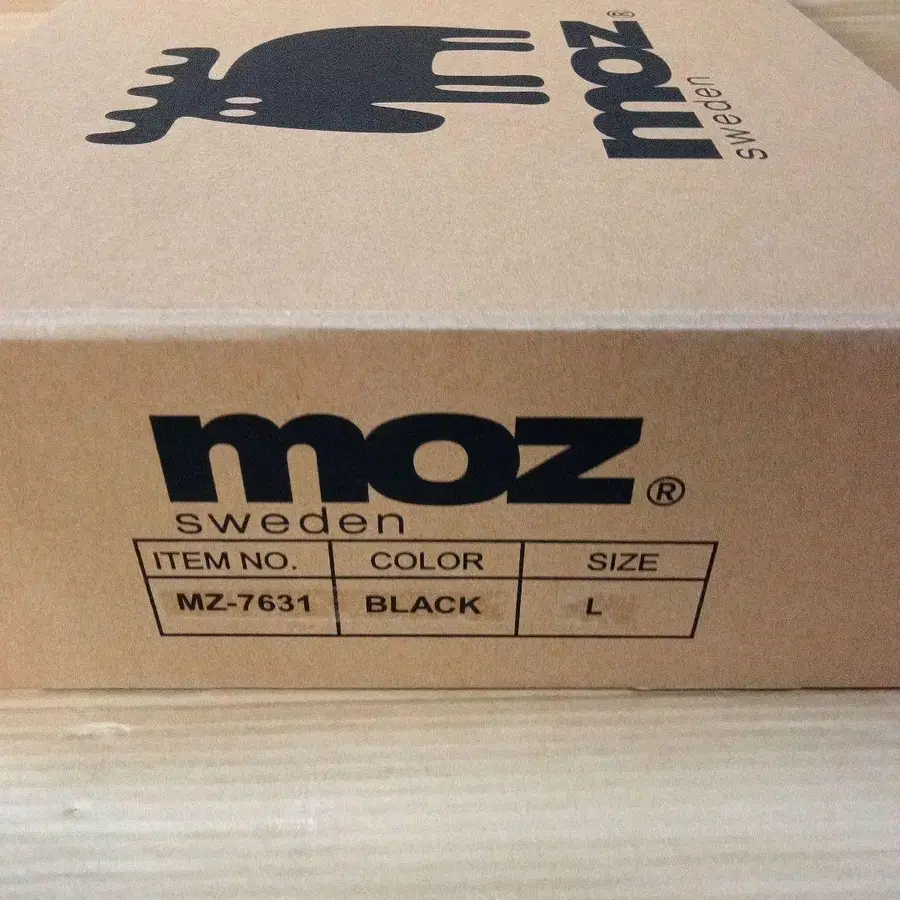 moz®
sweden
moz®
sweden
ITEM NO. COLOR SIZE
MZ-7631 BLACK L